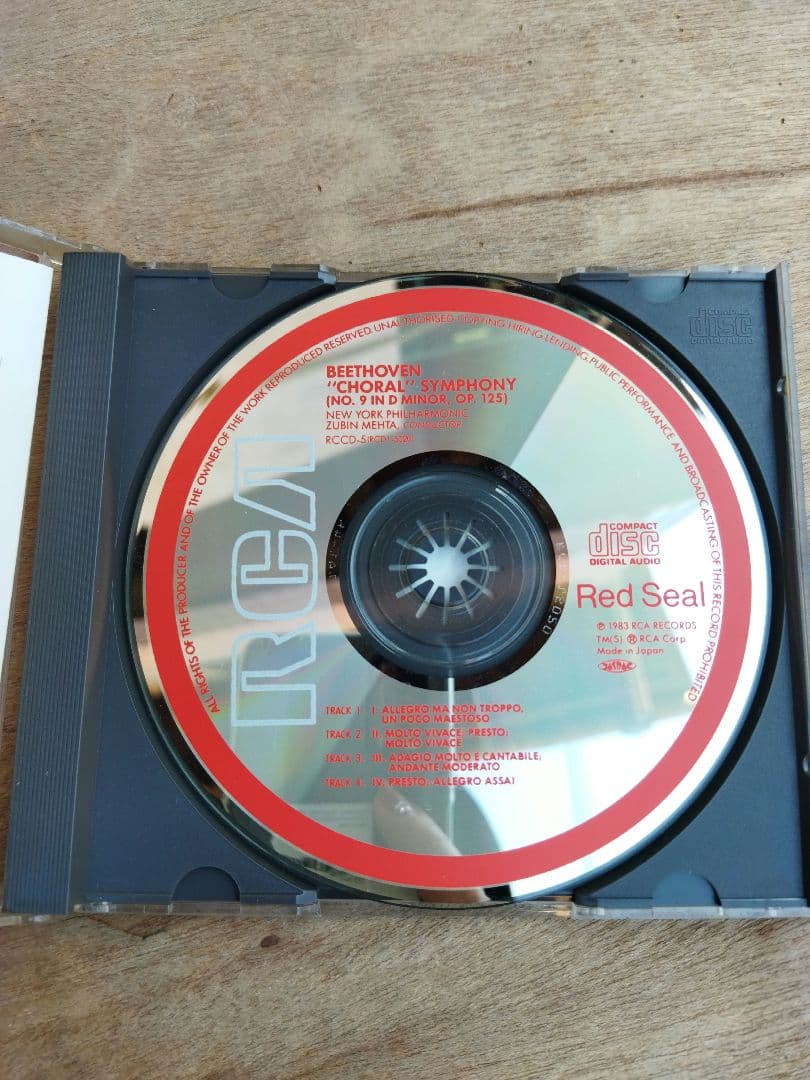 COMPACT
disc
DIGITAL AUDIO
ALL RIGHTS OF THE PRODUCER AND OF THE OWNER OF THE WORK REPRODUCED RESERVED. UNAUTHORISED COPYING, HIRING, LENDING, PUBLIC PERFORMANCE AND BROADCASTING OF THIS RECORD PROHIBITED
BEETHOVEN
"CHORAL" SYMPHONY
(NO. 9 IN D MINOR, OP. 125)
NEW YORK PHILHARMONIC
ZUBIN MEHTA, CONDUCTOR
RCCD-5
RCA
COMPACT
disc
DIGITAL AUDIO
Red Seal
℗ 1983 RCA RECORDS
TM(S) ® RCA Corp.
Made in Japan
JASRAC
TRACK 1. I. ALLEGRO MA NON TROPPO,
UN POCO MAESTOSO
TRACK 2. II. MOLTO VIVACE; PRESTO;
MOLTO VIVACE
TRACK 3. III. ADAGIO MOLTO E CANTABILE;
ANDANTE MODERATO
TRACK 4. IV. PRESTO; ALLEGRO ASSAI